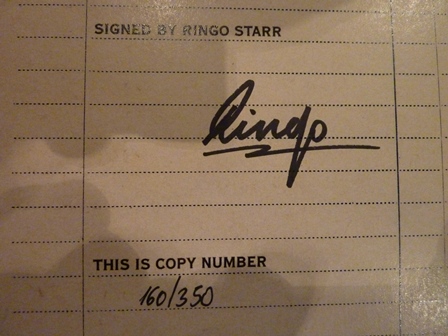 SIGNED BY RINGO STARR
Ringo
THIS IS COPY NUMBER
160/350